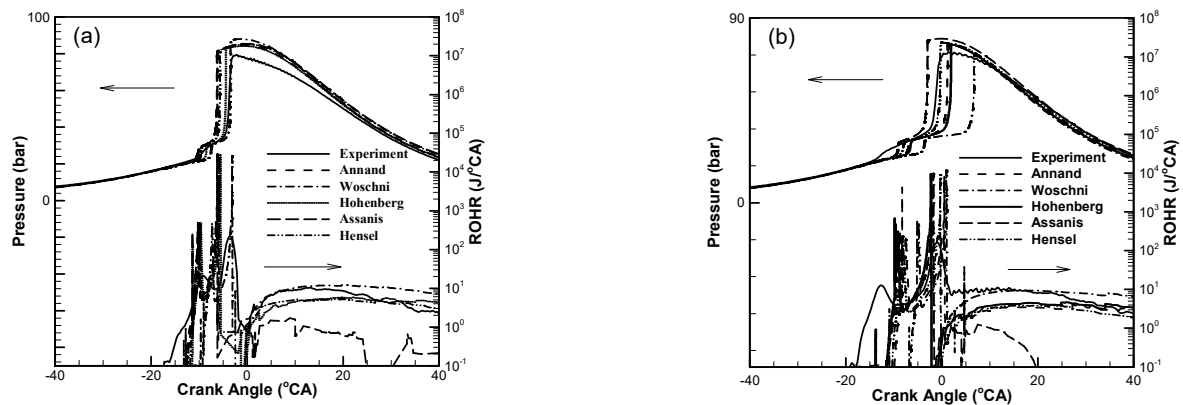 (a)
100
0
Pressure (bar)
10^8
10^7
10^6
10^5
10^4
10^3
10^2
10^1
10^0
10^-1
ROHR (J/°CA)
Experiment
Annand
Woschni
Hohenberg
Assanis
Hensel
-40
-20
0
20
40
Crank Angle (°CA)
(b)
90
0
Pressure (bar)
10^8
10^7
10^6
10^5
10^4
10^3
10^2
10^1
10^0
10^-1
ROHR (J/°CA)
Experiment
Annand
Woschni
Hohenberg
Assanis
Hensel
-40
-20
0
20
40
Crank Angle (°CA)